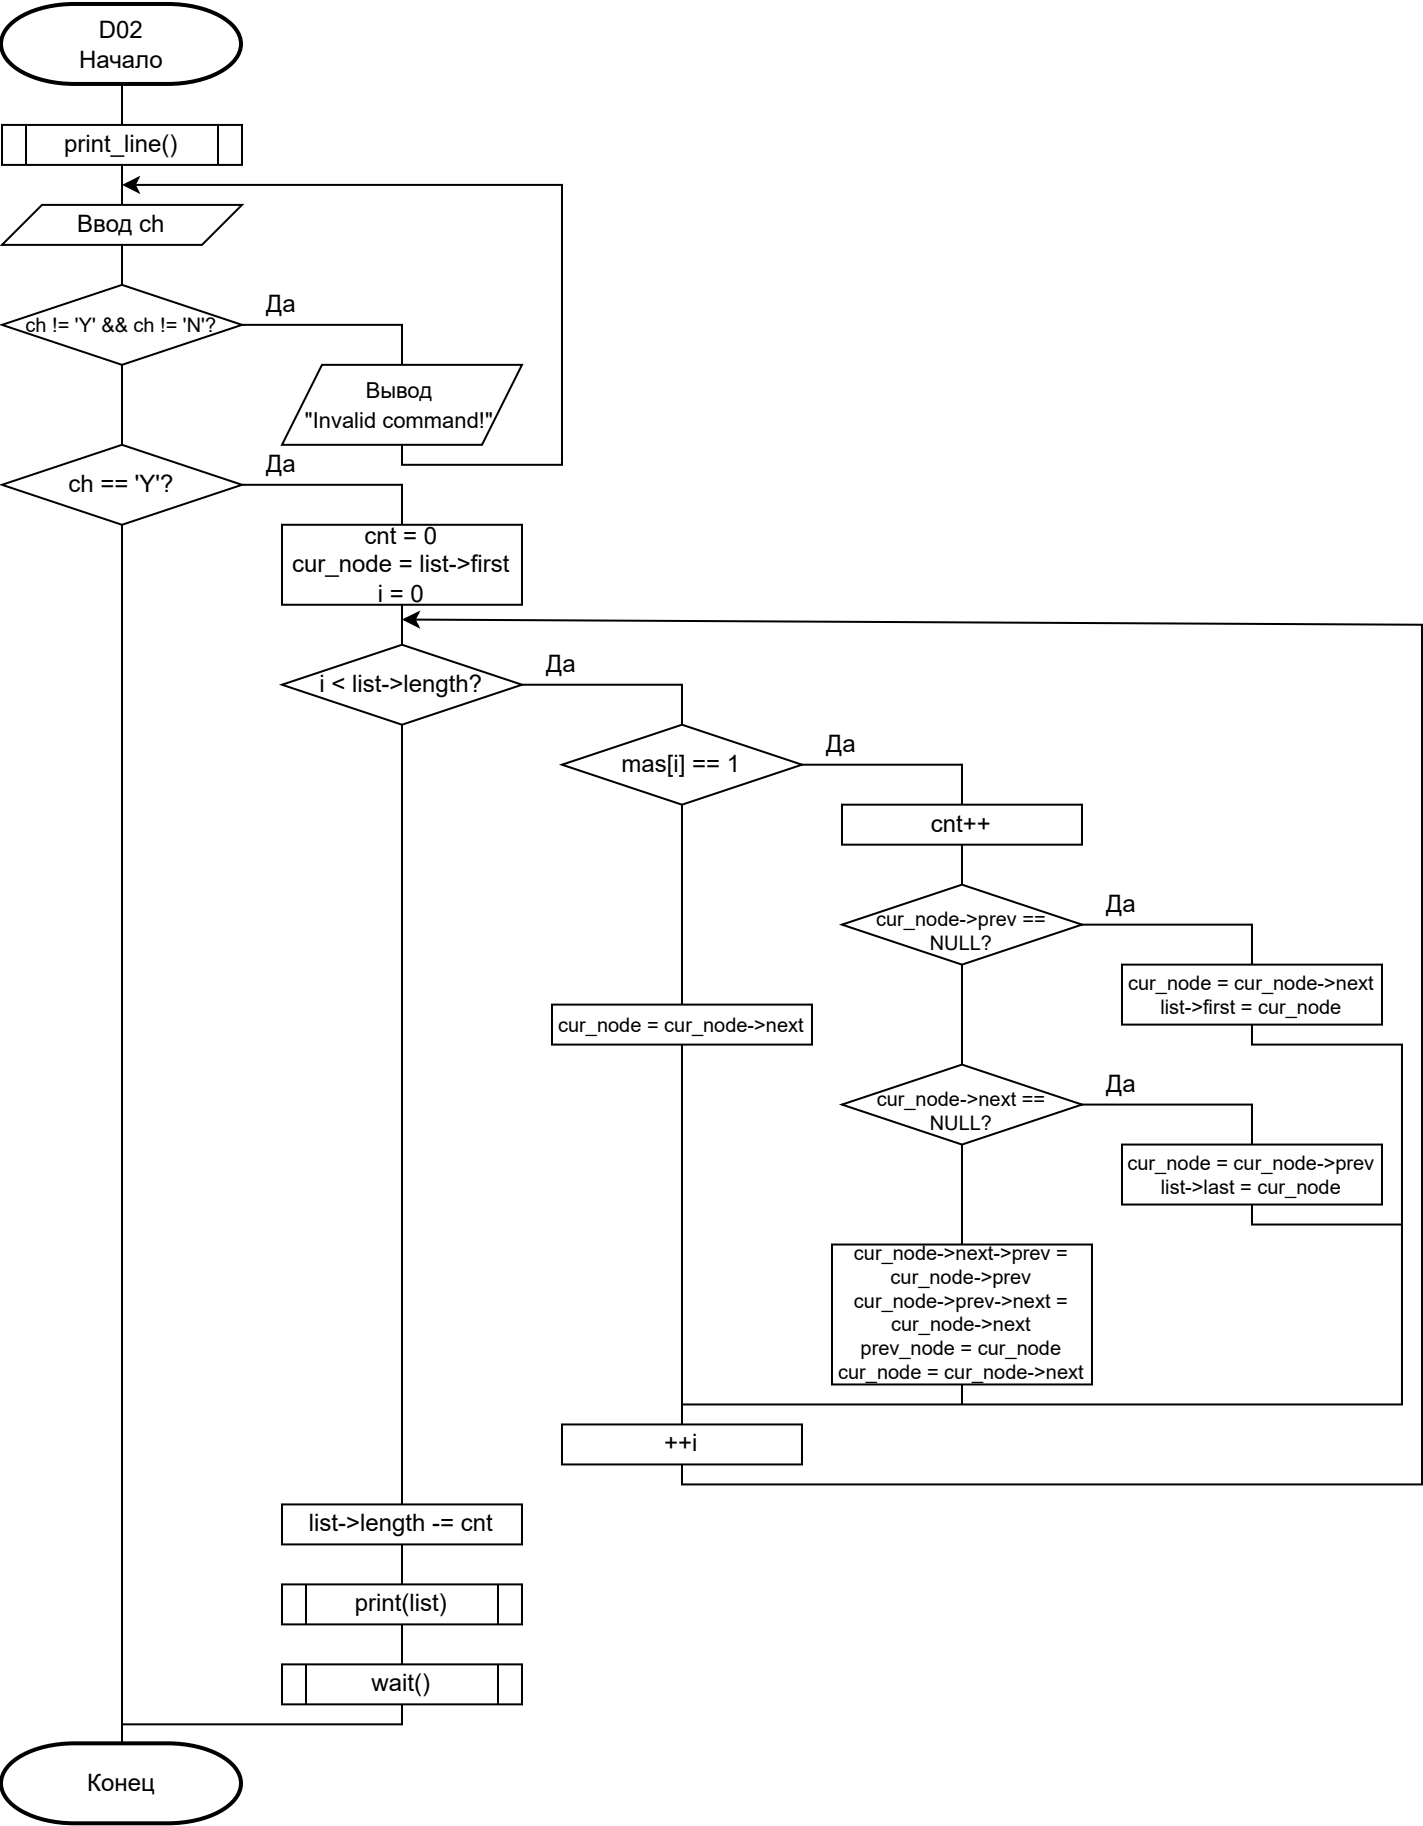 D02
Начало
print_line()
Ввод ch
ch != 'Y' && ch != 'N'?
Да
Вывод
"Invalid command!"
ch == 'Y'?
Да
cnt = 0
cur_node = list->first
i = 0
i < list->length?
Да
mas[i] == 1
Да
cnt++
cur_node->prev ==
NULL?
Да
cur_node = cur_node->next
list->first = cur_node
cur_node = cur_node->next
cur_node->next ==
NULL?
Да
cur_node = cur_node->prev
list->last = cur_node
cur_node->next->prev =
cur_node->prev
cur_node->prev->next =
cur_node->next
prev_node = cur_node
cur_node = cur_node->next
++i
list->length -= cnt
print(list)
wait()
Конец